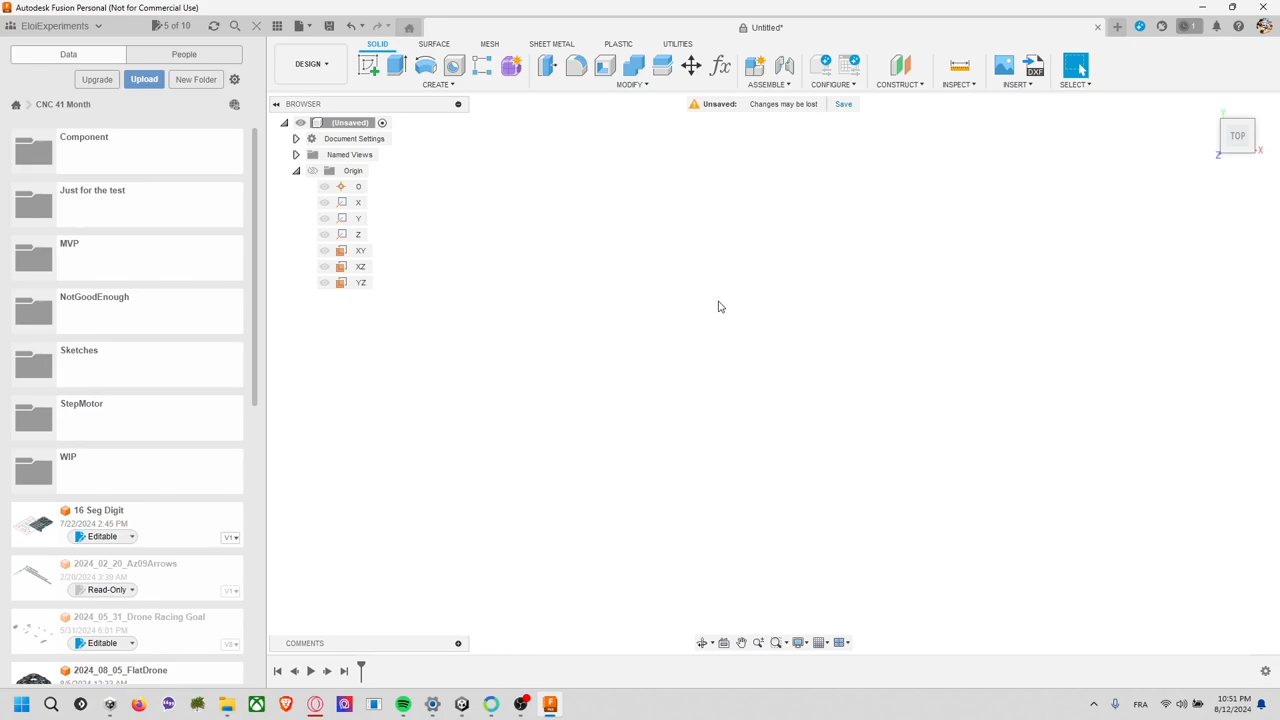 Autodesk Fusion Personal (Not for Commercial Use)
EloiExperiments
5 of 10
Untitled*
1
Data
People
Upgrade
Upload
New Folder
CNC 41 Month
Component
Just for the test
MVP
NotGoodEnough
Sketches
StepMotor
WIP
16 Seg Digit
7/22/2024 2:45 PM
Editable
V1
2024_02_20_Az09Arrows
2/20/2024 3:39 AM
Read-Only
V1
2024_05_31_Drone Racing Goal
5/31/2024 6:01 PM
Editable
2024_08_05_FlatDrone
DESIGN
SOLID
SURFACE
MESH
SHEET METAL
PLASTIC
UTILITIES
CREATE
MODIFY
ASSEMBLE
CONFIGURE
CONSTRUCT
INSPECT
INSERT
SELECT
fx
DXF
BROWSER
Unsaved:
Changes may be lost
Save
(Unsaved)
Document Settings
Named Views
Origin
O
X
Y
Z
XY
XZ
YZ
Y
TOP
X
Z
COMMENTS
FRA
10:51 PM
8/12/2024